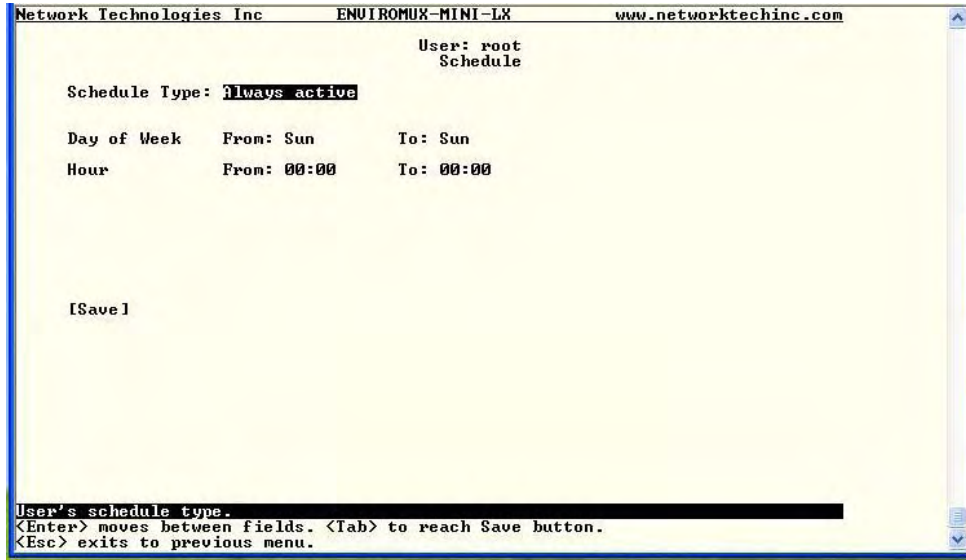 Network Technologies Inc ENVIROMUX-MINI-LX www.networktechinc.com
User: root
Schedule
Schedule Type: Always active
Day of Week From: Sun To: Sun
Hour From: 00:00 To: 00:00
[Save]
User's schedule type.
<Enter> moves between fields. <Tab> to reach Save button.
<Esc> exits to previous menu.